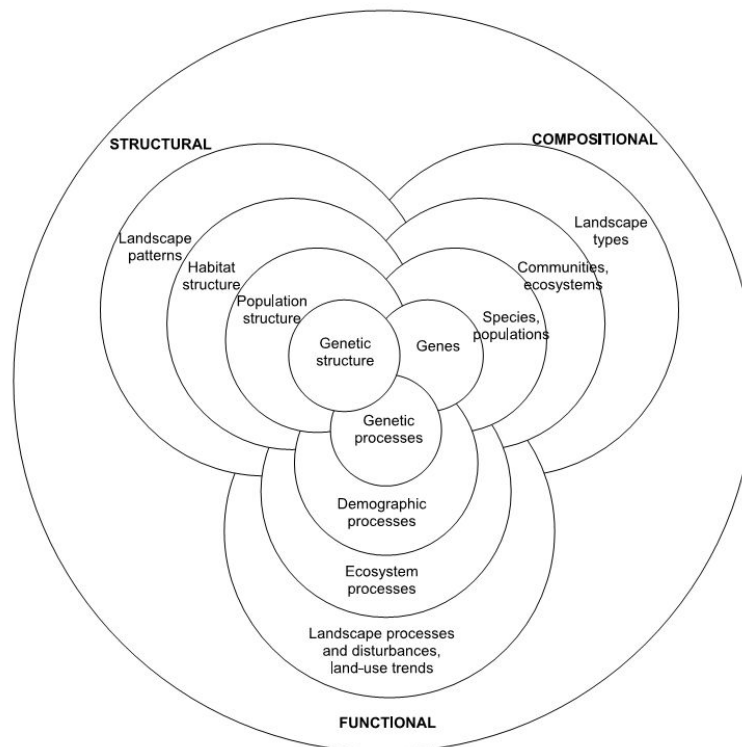 STRUCTURAL
COMPOSITIONAL
Landscape
patterns
Habitat
structure
Population
structure
Genetic
structure
Landscape
types
Communities,
ecosystems
Species,
populations
Genes
Genetic
processes
Demographic
processes
Ecosystem
processes
Landscape processes
and disturbances,
land-use trends
FUNCTIONAL